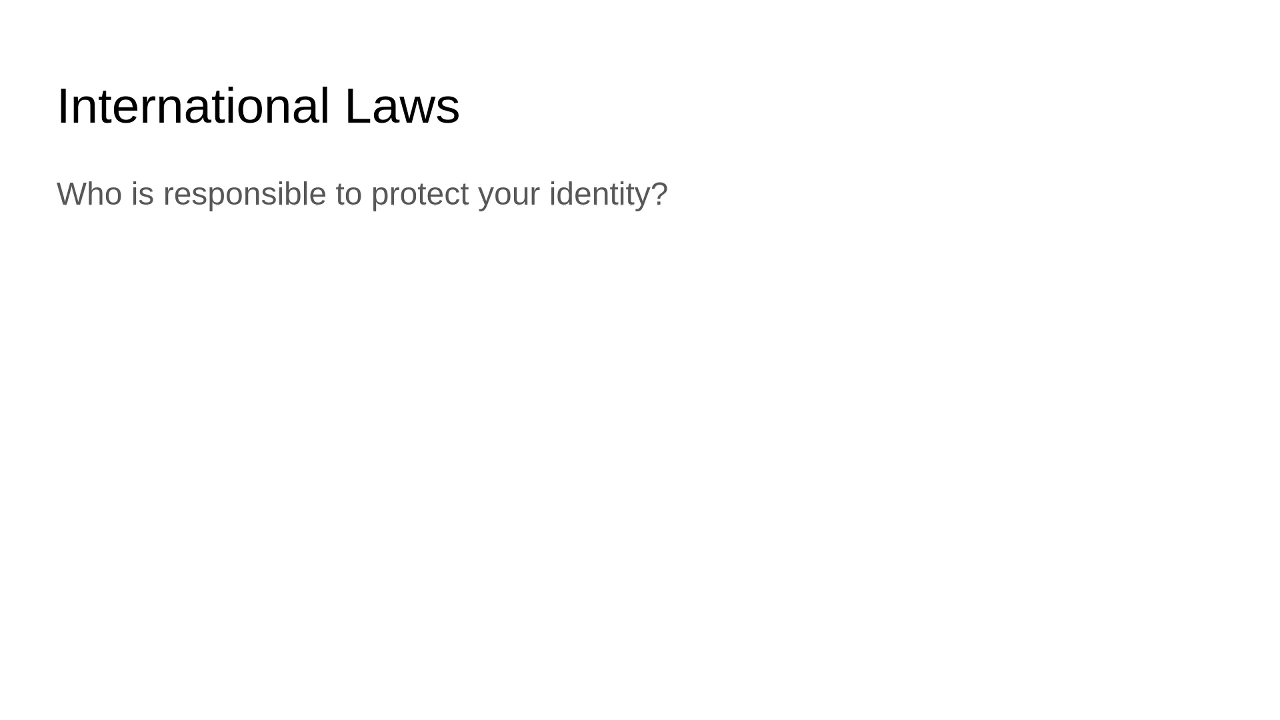 International Laws
Who is responsible to protect your identity?